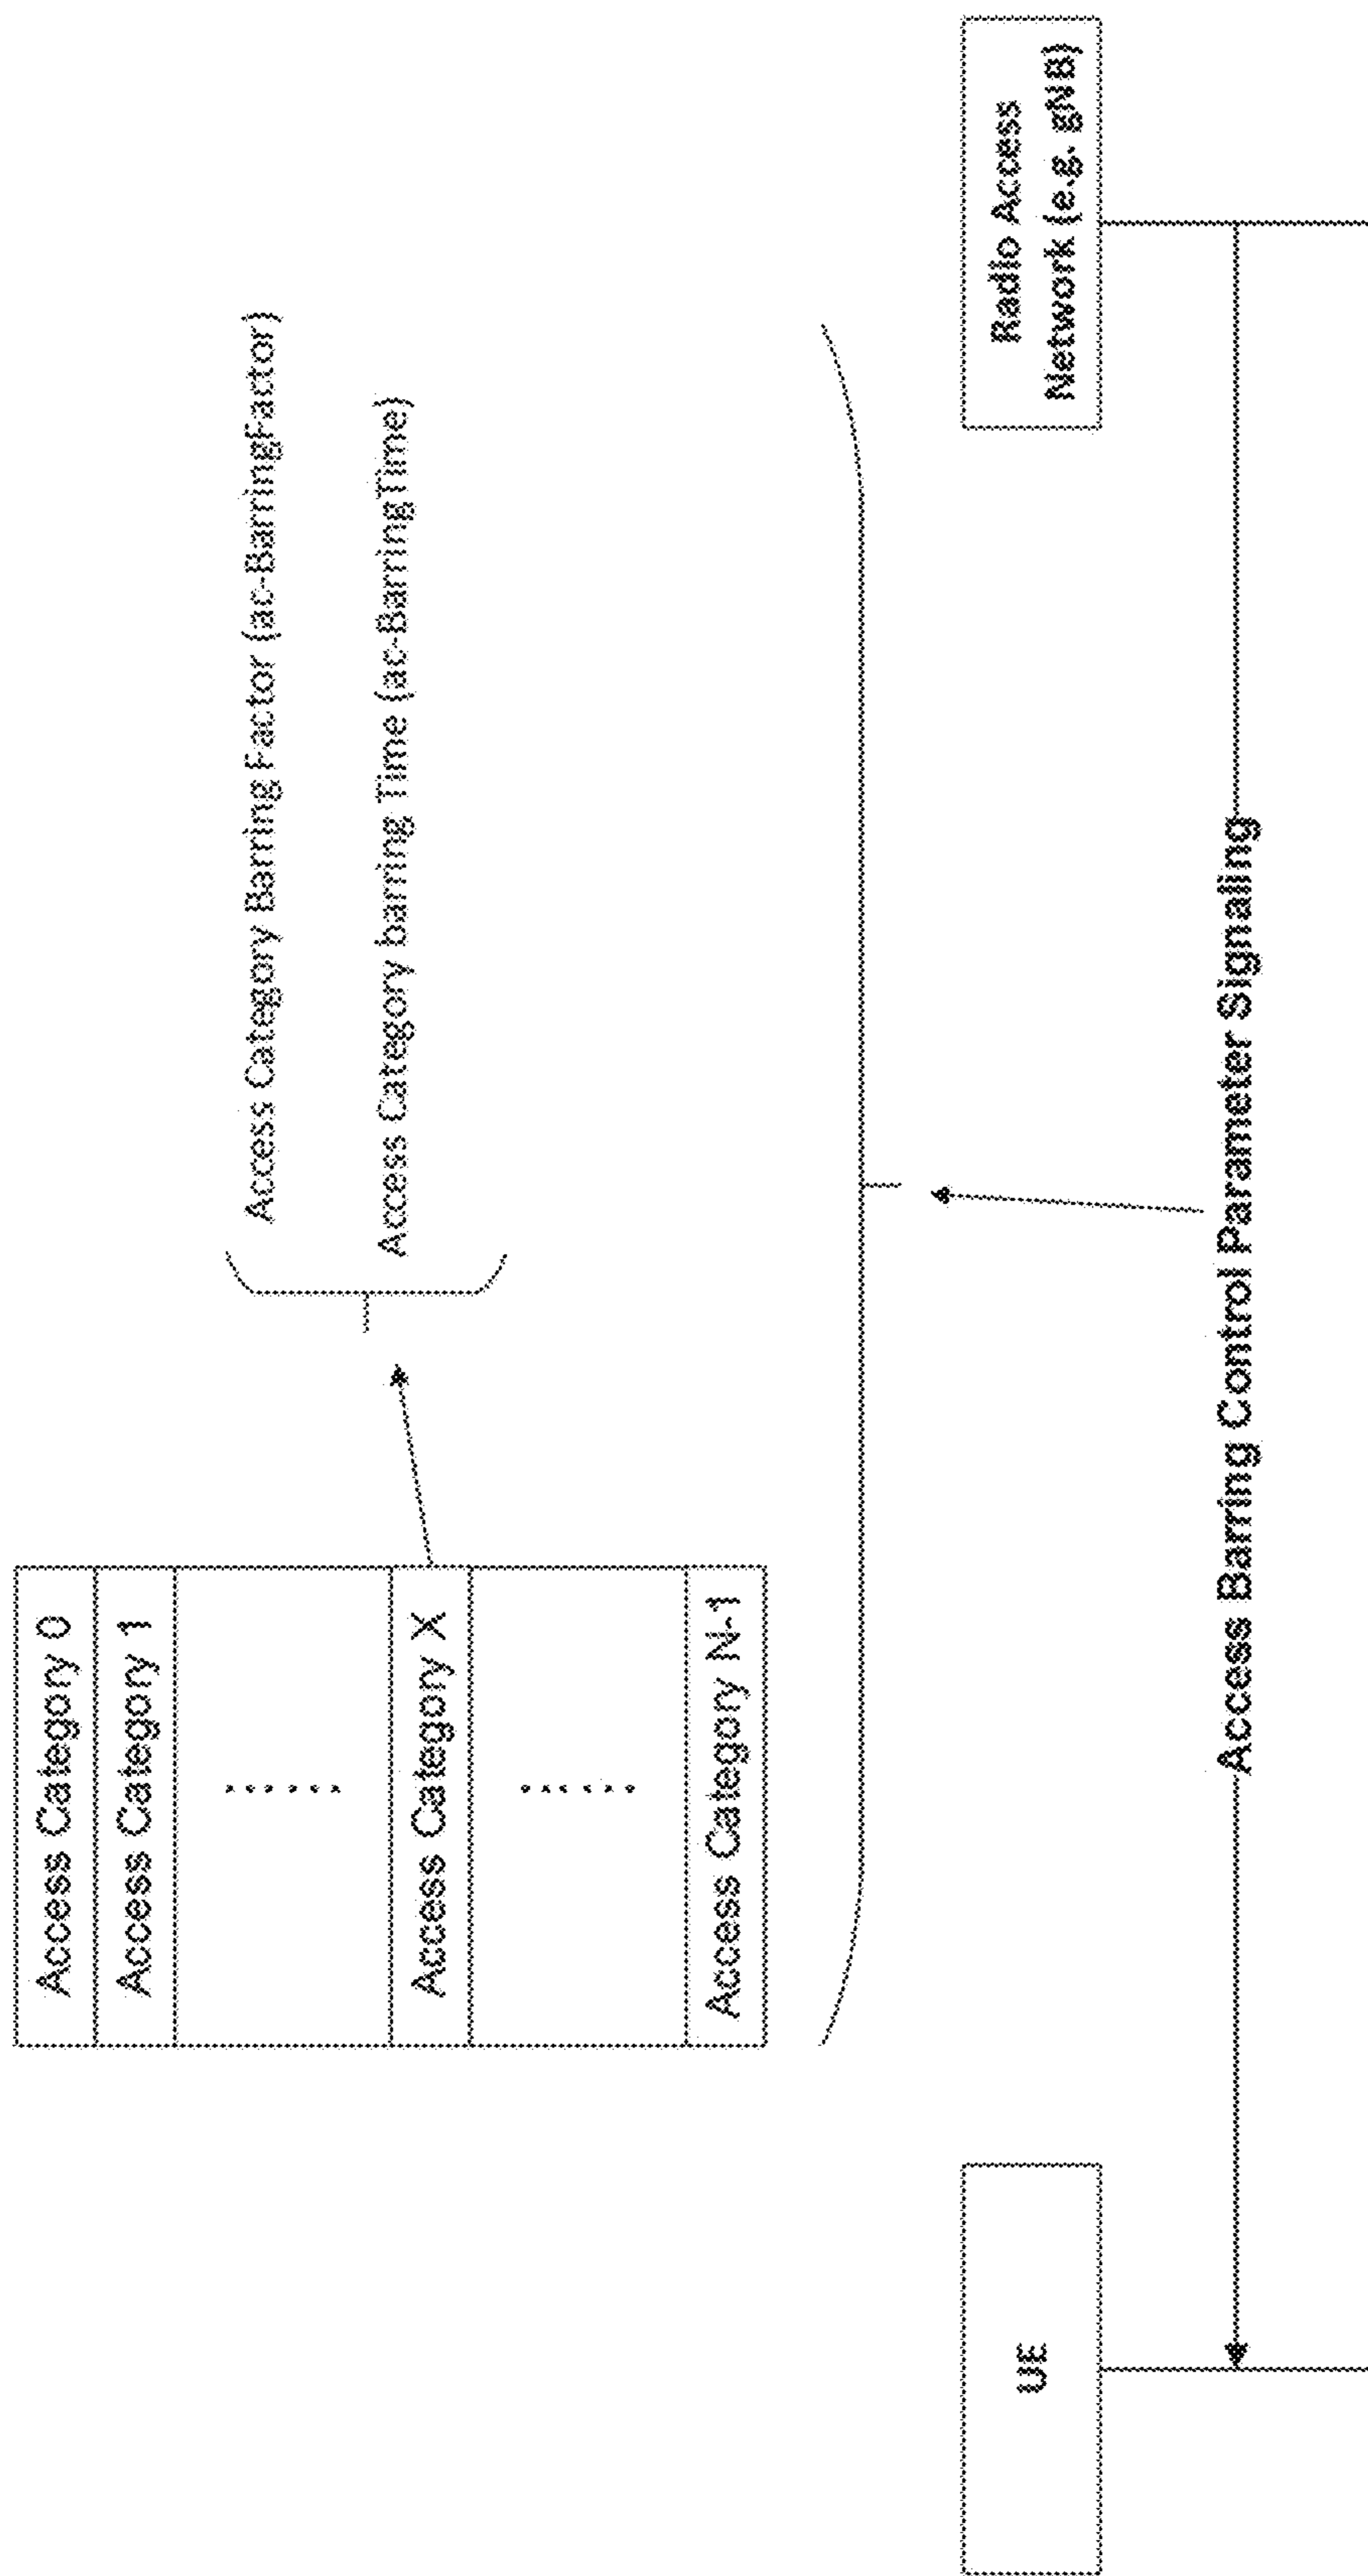 Access Category 0
Access Category 1
......
Access Category X
......
Access Category N-1
Access Category Barring Factor (ac-BarringFactor)
Access Category barring Time (ac-BarringTime)
UE
Radio Access
Network (e.g. gNB)
Access Barring Control Parameter Signaling